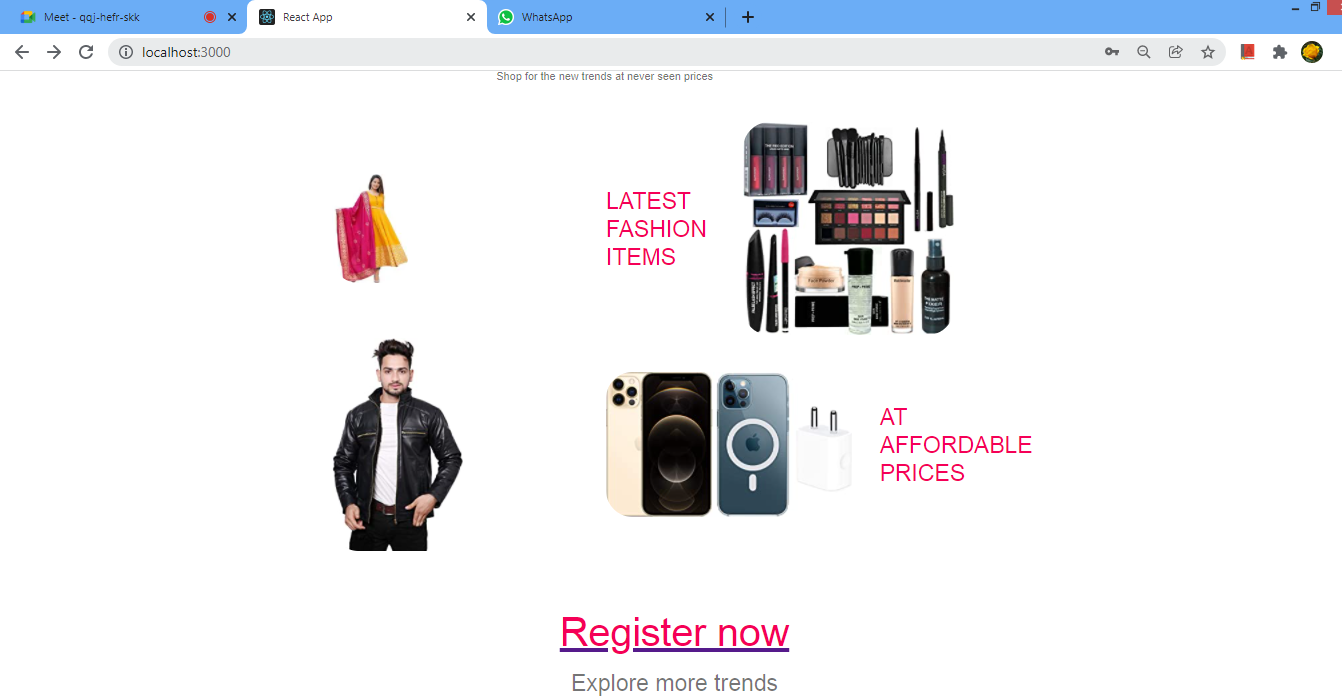 Meet - qqj-hefr-skk
React App
WhatsApp
localhost:3000
Shop for the new trends at never seen prices
LATEST
FASHION
ITEMS
AT
AFFORDABLE
PRICES
Register now
Explore more trends